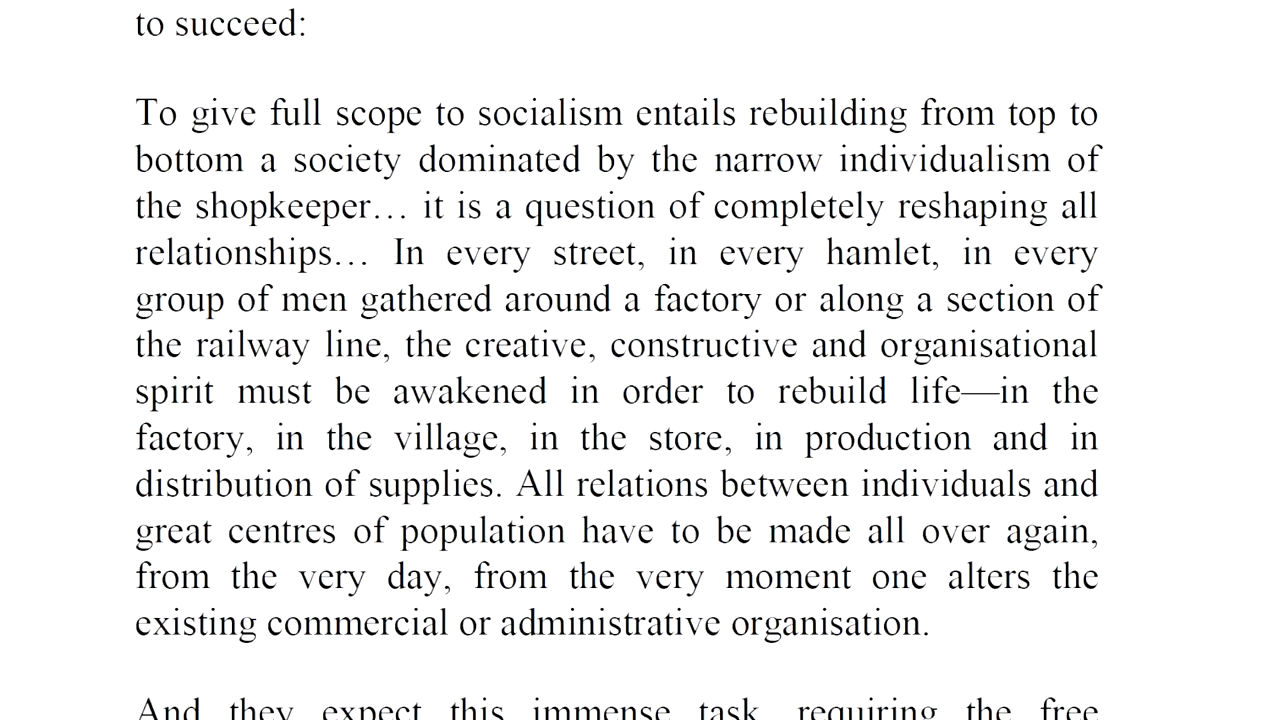 to succeed:
To give full scope to socialism entails rebuilding from top to
bottom a society dominated by the narrow individualism of
the shopkeeper… it is a question of completely reshaping all
relationships… In every street, in every hamlet, in every
group of men gathered around a factory or along a section of
the railway line, the creative, constructive and organisational
spirit must be awakened in order to rebuild life—in the
factory, in the village, in the store, in production and in
distribution of supplies. All relations between individuals and
great centres of population have to be made all over again,
from the very day, from the very moment one alters the
existing commercial or administrative organisation.
And they expect this immense task, requiring the free